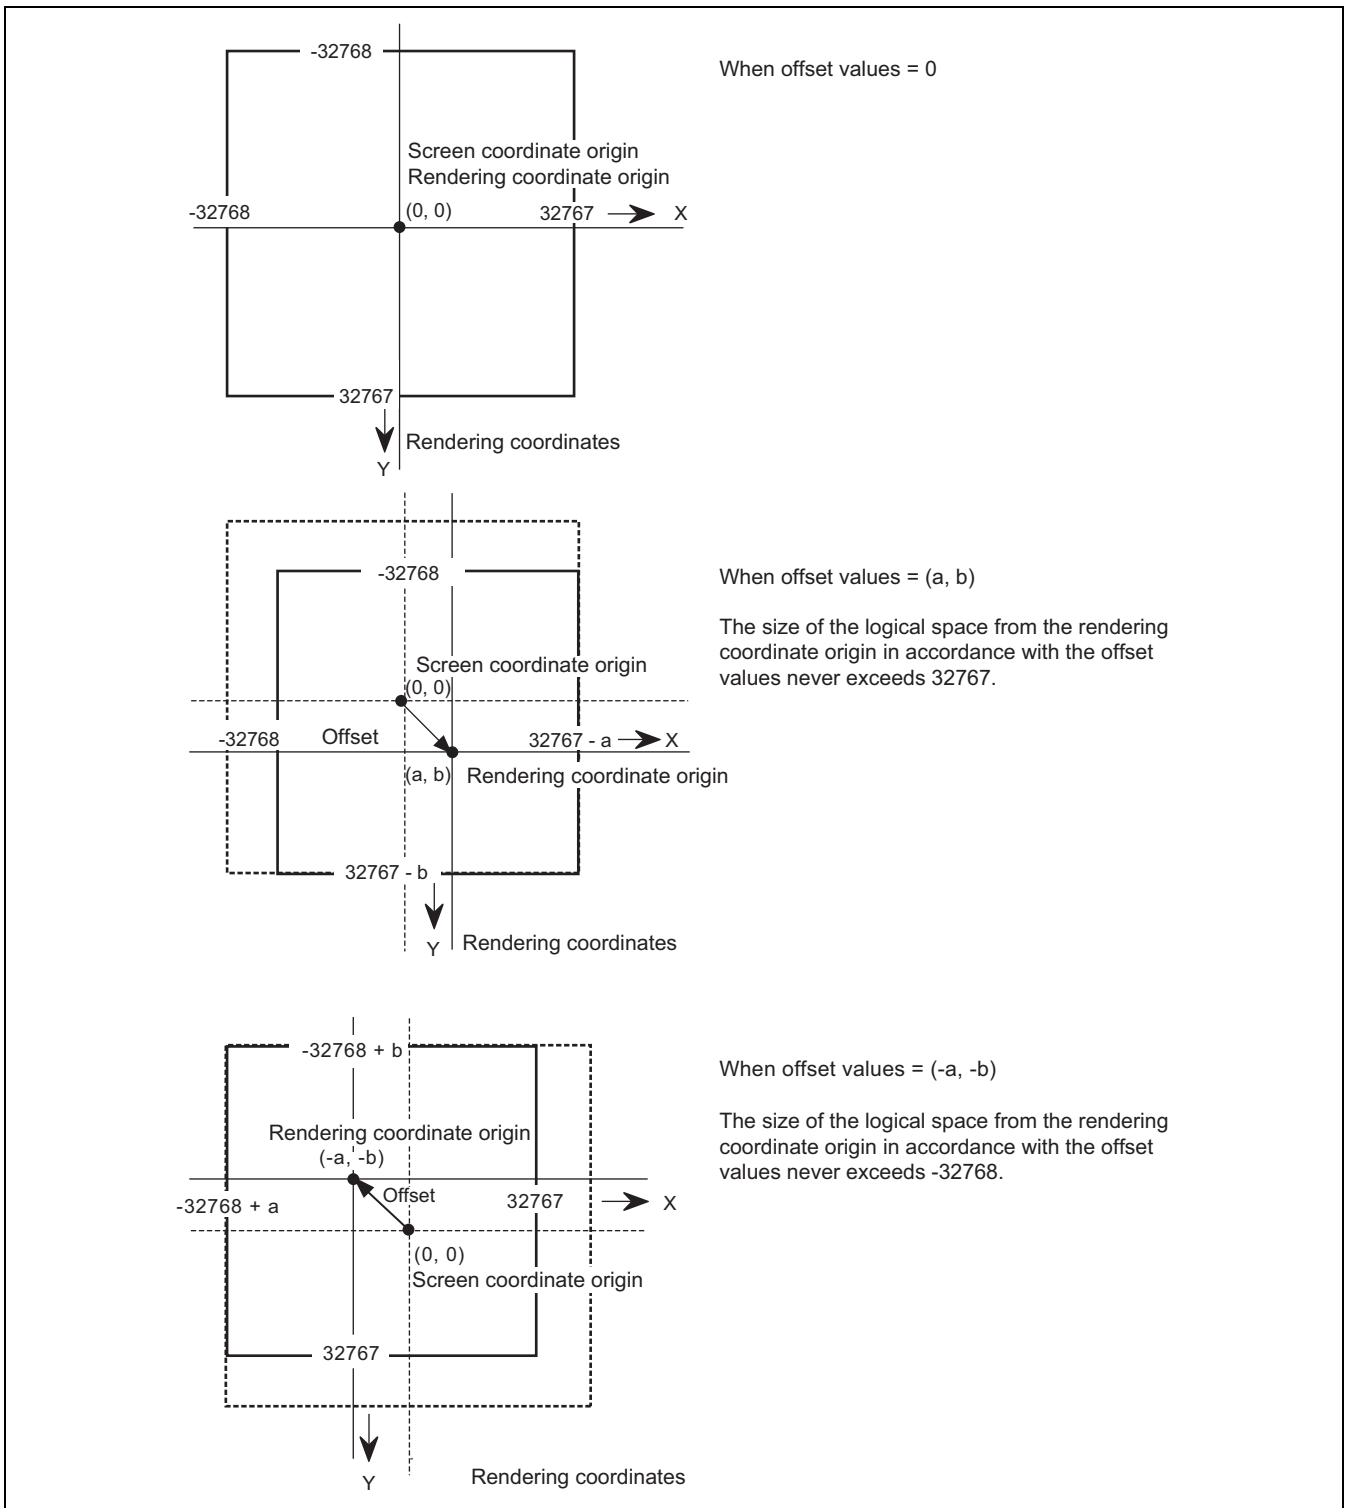 -32768
When offset values = 0
Screen coordinate origin
Rendering coordinate origin
-32768
(0, 0)
32767
X
32767
Rendering coordinates
Y
-32768
When offset values = (a, b)
The size of the logical space from the rendering
coordinate origin in accordance with the offset
values never exceeds 32767.
Screen coordinate origin
(0, 0)
-32768
Offset
32767 - a
X
(a, b)
Rendering coordinate origin
32767 - b
Y
Rendering coordinates
-32768 + b
When offset values = (-a, -b)
The size of the logical space from the rendering
coordinate origin in accordance with the offset
values never exceeds -32768.
Rendering coordinate origin
(-a, -b)
-32768 + a
Offset
32767
X
(0, 0)
Screen coordinate origin
32767
Y
Rendering coordinates